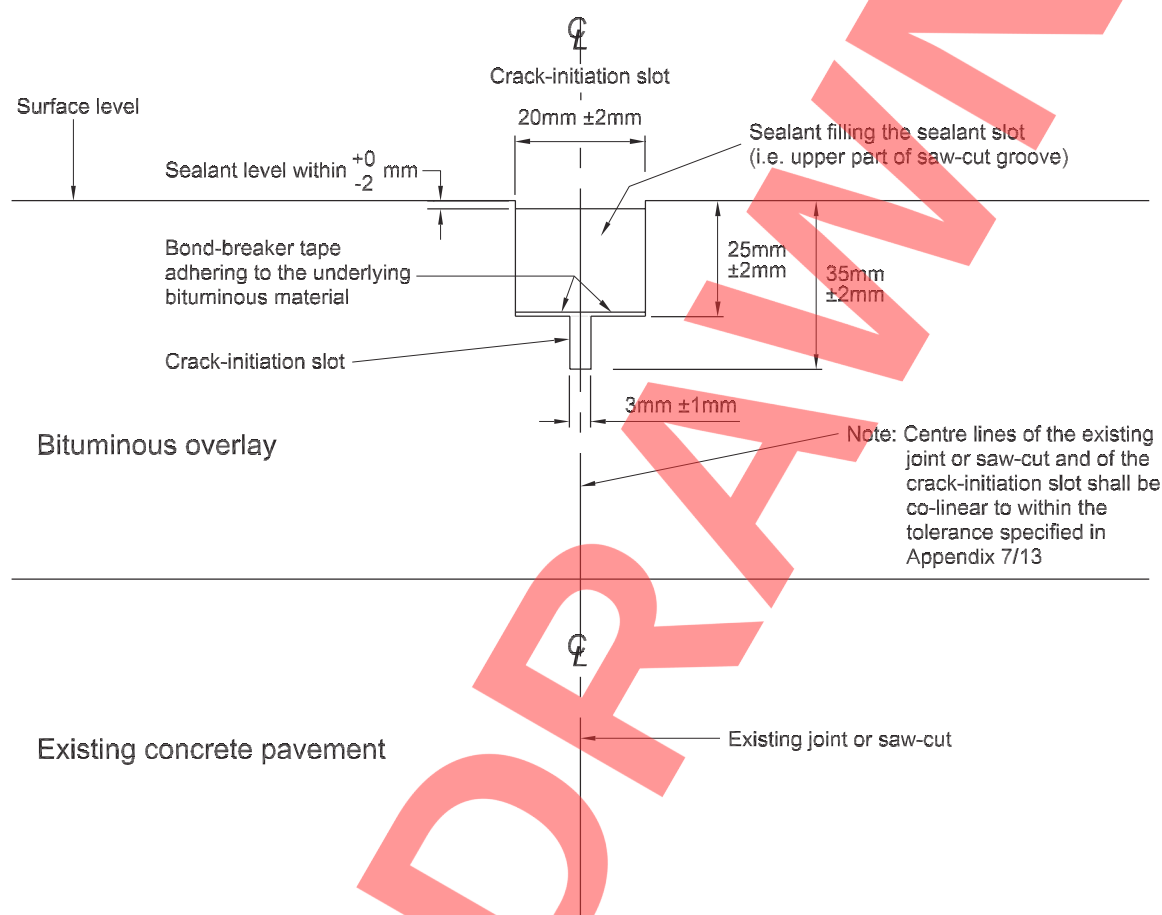 CL
Crack-initiation slot
20mm ±2mm
Surface level
Sealant filling the sealant slot
(i.e. upper part of saw-cut groove)
Sealant level within +0 mm
-2
Bond-breaker tape
adhering to the underlying
bituminous material
25mm
±2mm
35mm
±2mm
Crack-initiation slot
3mm ±1mm
Bituminous overlay
Note: Centre lines of the existing
joint or saw-cut and of the
crack-initiation slot shall be
co-linear to within the
tolerance specified in
Appendix 7/13
CL
Existing concrete pavement
Existing joint or saw-cut
DRAWN